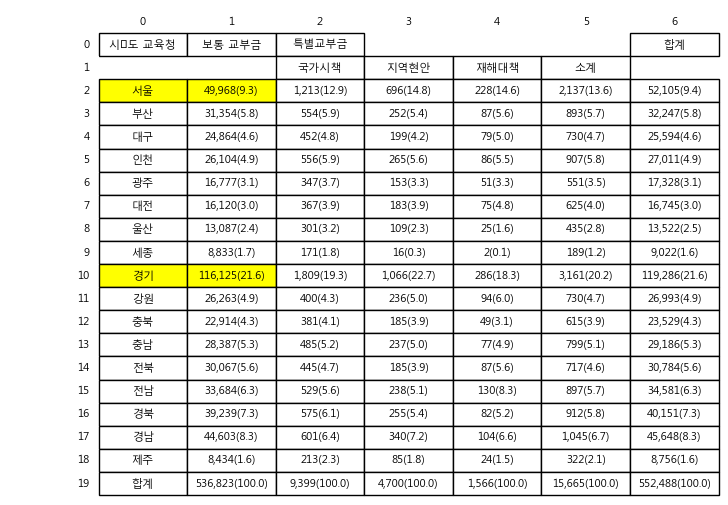 0 1 2 3 4 5 6
0 시□도 교육청 보통 교부금 특별교부금 합계
1 국가시책 지역현안 재해대책 소계
2 서울 49,968(9.3) 1,213(12.9) 696(14.8) 228(14.6) 2,137(13.6) 52,105(9.4)
3 부산 31,354(5.8) 554(5.9) 252(5.4) 87(5.6) 893(5.7) 32,247(5.8)
4 대구 24,864(4.6) 452(4.8) 199(4.2) 79(5.0) 730(4.7) 25,594(4.6)
5 인천 26,104(4.9) 556(5.9) 265(5.6) 86(5.5) 907(5.8) 27,011(4.9)
6 광주 16,777(3.1) 347(3.7) 153(3.3) 51(3.3) 551(3.5) 17,328(3.1)
7 대전 16,120(3.0) 367(3.9) 183(3.9) 75(4.8) 625(4.0) 16,745(3.0)
8 울산 13,087(2.4) 301(3.2) 109(2.3) 25(1.6) 435(2.8) 13,522(2.5)
9 세종 8,833(1.7) 171(1.8) 16(0.3) 2(0.1) 189(1.2) 9,022(1.6)
10 경기 116,125(21.6) 1,809(19.3) 1,066(22.7) 286(18.3) 3,161(20.2) 119,286(21.6)
11 강원 26,263(4.9) 400(4.3) 236(5.0) 94(6.0) 730(4.7) 26,993(4.9)
12 충북 22,914(4.3) 381(4.1) 185(3.9) 49(3.1) 615(3.9) 23,529(4.3)
13 충남 28,387(5.3) 485(5.2) 237(5.0) 77(4.9) 799(5.1) 29,186(5.3)
14 전북 30,067(5.6) 445(4.7) 185(3.9) 87(5.6) 717(4.6) 30,784(5.6)
15 전남 33,684(6.3) 529(5.6) 238(5.1) 130(8.3) 897(5.7) 34,581(6.3)
16 경북 39,239(7.3) 575(6.1) 255(5.4) 82(5.2) 912(5.8) 40,151(7.3)
17 경남 44,603(8.3) 601(6.4) 340(7.2) 104(6.6) 1,045(6.7) 45,648(8.3)
18 제주 8,434(1.6) 213(2.3) 85(1.8) 24(1.5) 322(2.1) 8,756(1.6)
19 합계 536,823(100.0) 9,399(100.0) 4,700(100.0) 1,566(100.0) 15,665(100.0) 552,488(100.0)